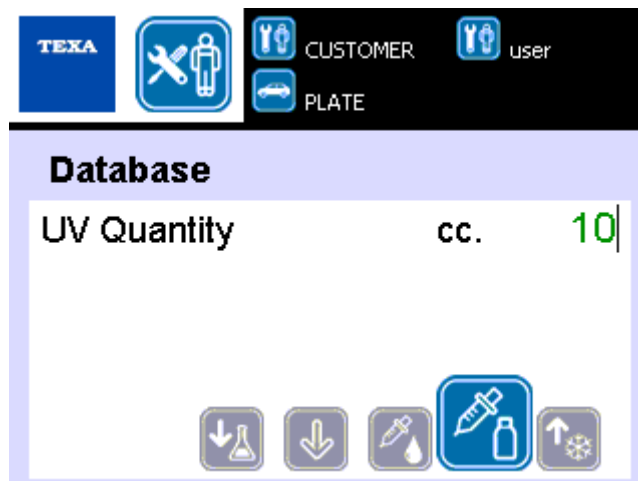 TEXA
CUSTOMER
user
PLATE
Database
UV Quantity cc. 10